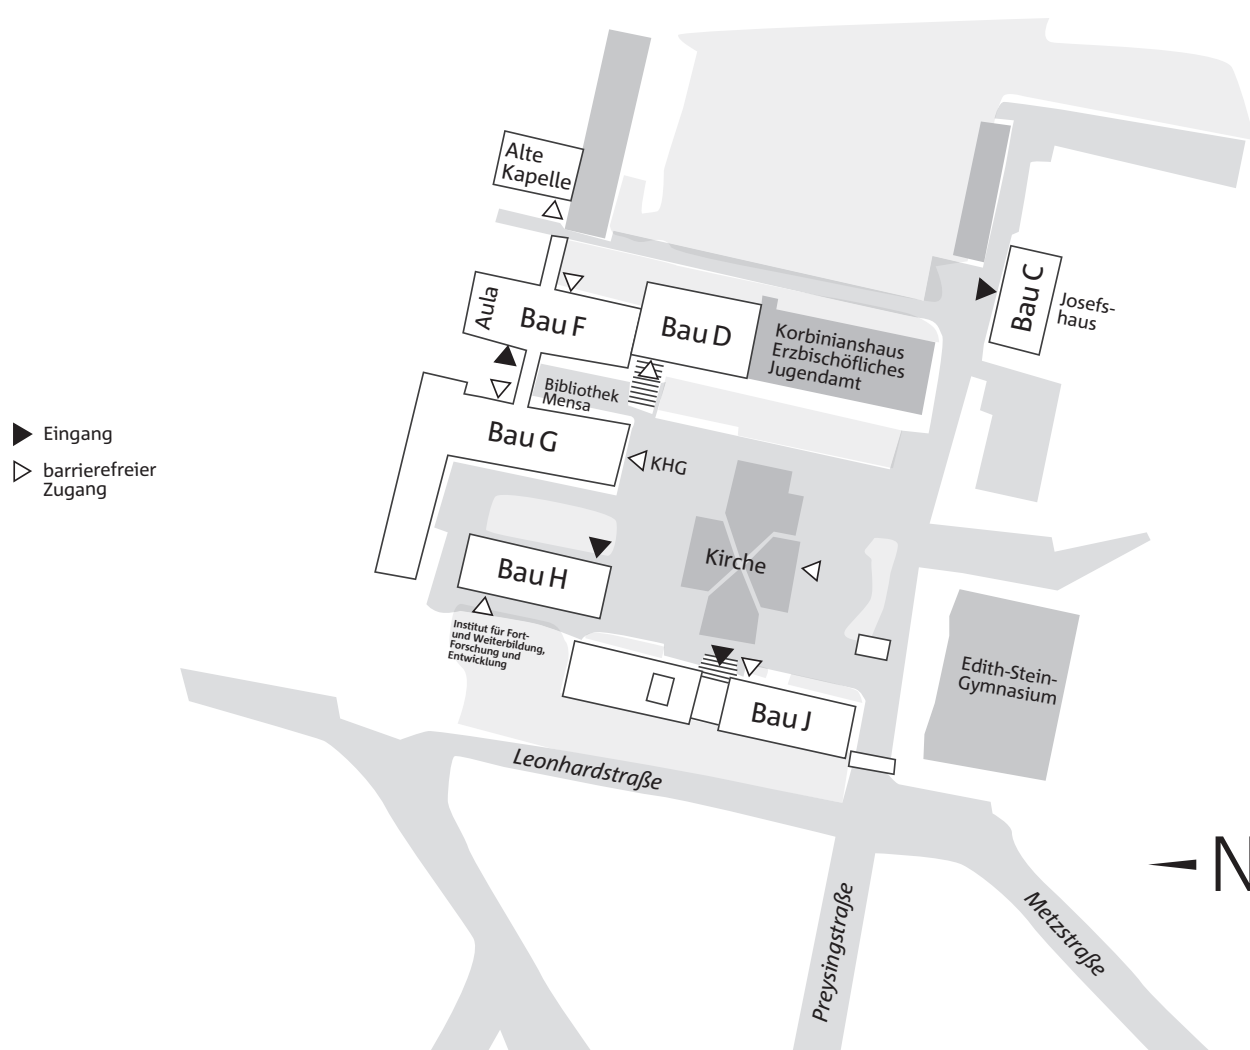 Alte
Kapelle
Aula
Bau F
Bau D
Korbinianshaus
Erzbischöfliches
Jugendamt
Bau C
Josefs-
haus
Bibliothek
Mensa
Bau G
KHG
Eingang
barrierefreier
Zugang
Kirche
Bau H
Institut für Fort-
und Weiterbildung,
Forschung und
Entwicklung
Edith-Stein-
Gymnasium
Bau J
Leonhardstraße
N
Preysingstraße
Metzstraße